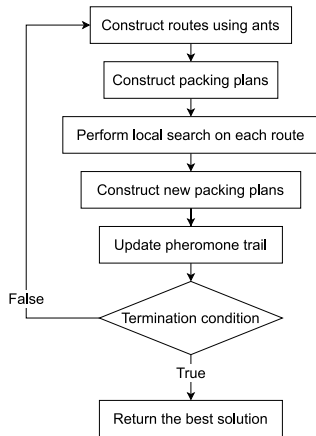 Construct routes using ants
Construct packing plans
Perform local search on each route
Construct new packing plans
Update pheromone trail
False
Termination condition
True
Return the best solution